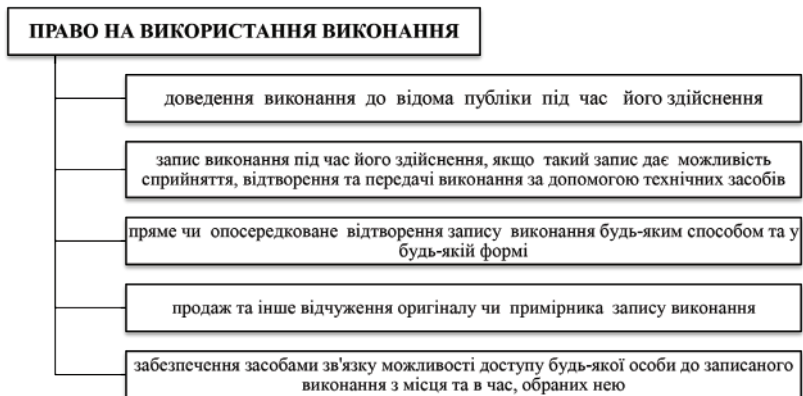 ПРАВО НА ВИКОРИСТАННЯ ВИКОНАННЯ
доведення виконання до відома публіки під час його здійснення
запис виконання під час його здійснення, якщо такий запис дає можливість
сприйняття, відтворення та передачі виконання за допомогою технічних засобів
пряме чи опосередковане відтворення запису виконання будь-яким способом та у
будь-якій формі
продаж та інше відчуження оригіналу чи примірника запису виконання
забезпечення засобами зв'язку можливості доступу будь-якої особи до записаного
виконання з місця та в час, обраних нею